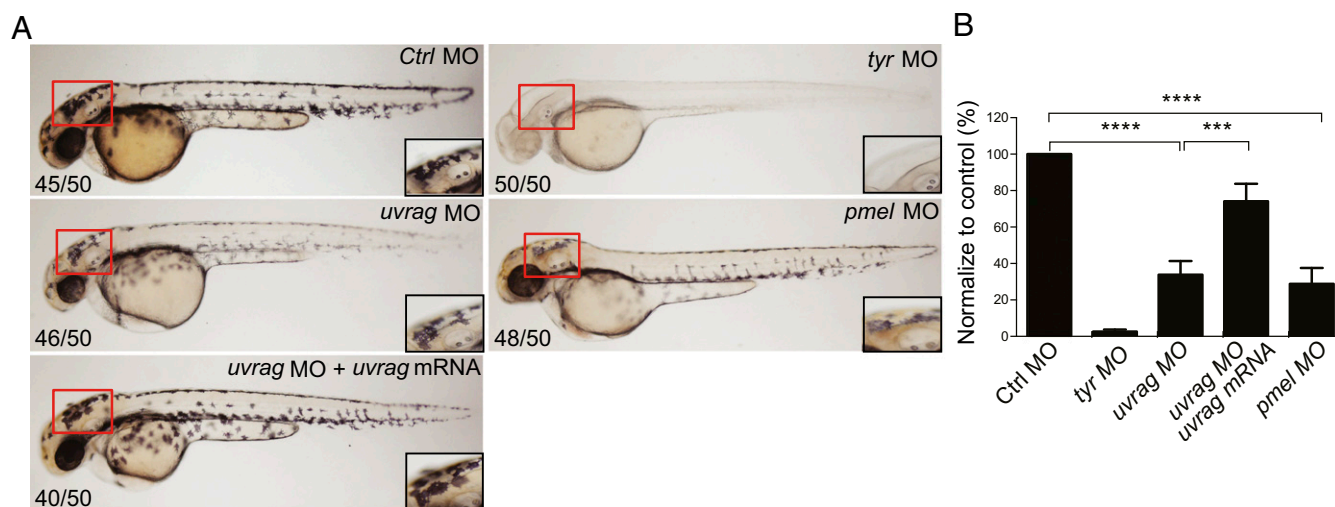 A
Ctrl MO
45/50
tyr MO
50/50
uvrag MO
46/50
pmel MO
48/50
uvrag MO + uvrag mRNA
40/50
B
Normalize to control (%)
120
100
80
60
40
20
0
****
****
***
Ctrl MO
tyr MO
uvrag MO
uvrag MO
uvrag mRNA
pmel MO